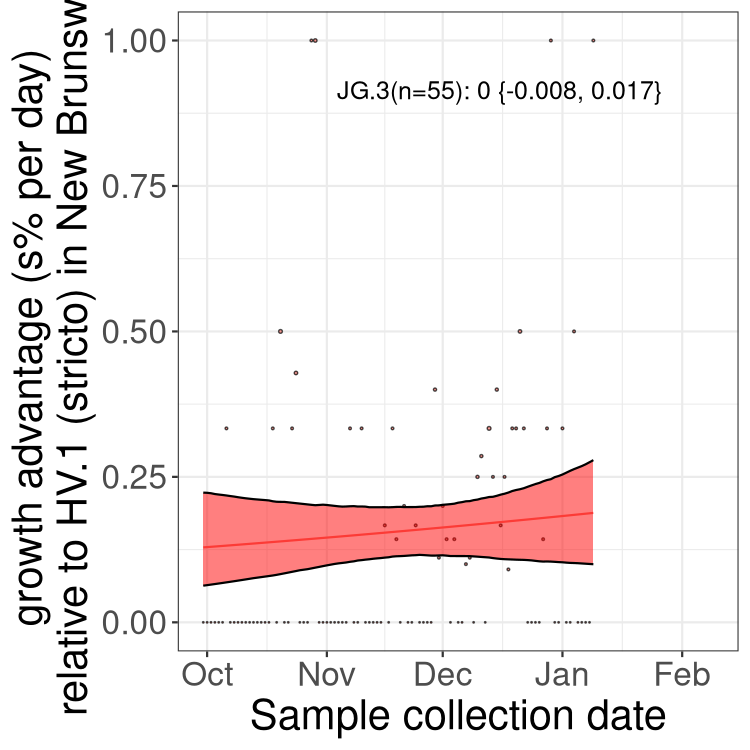 growth advantage (s% per day)
relative to HV.1 (stricto) in New Brunsw
1.00
0.75
0.50
0.25
0.00
JG.3(n=55): 0 {-0.008, 0.017}
Oct Nov Dec Jan Feb
Sample collection date